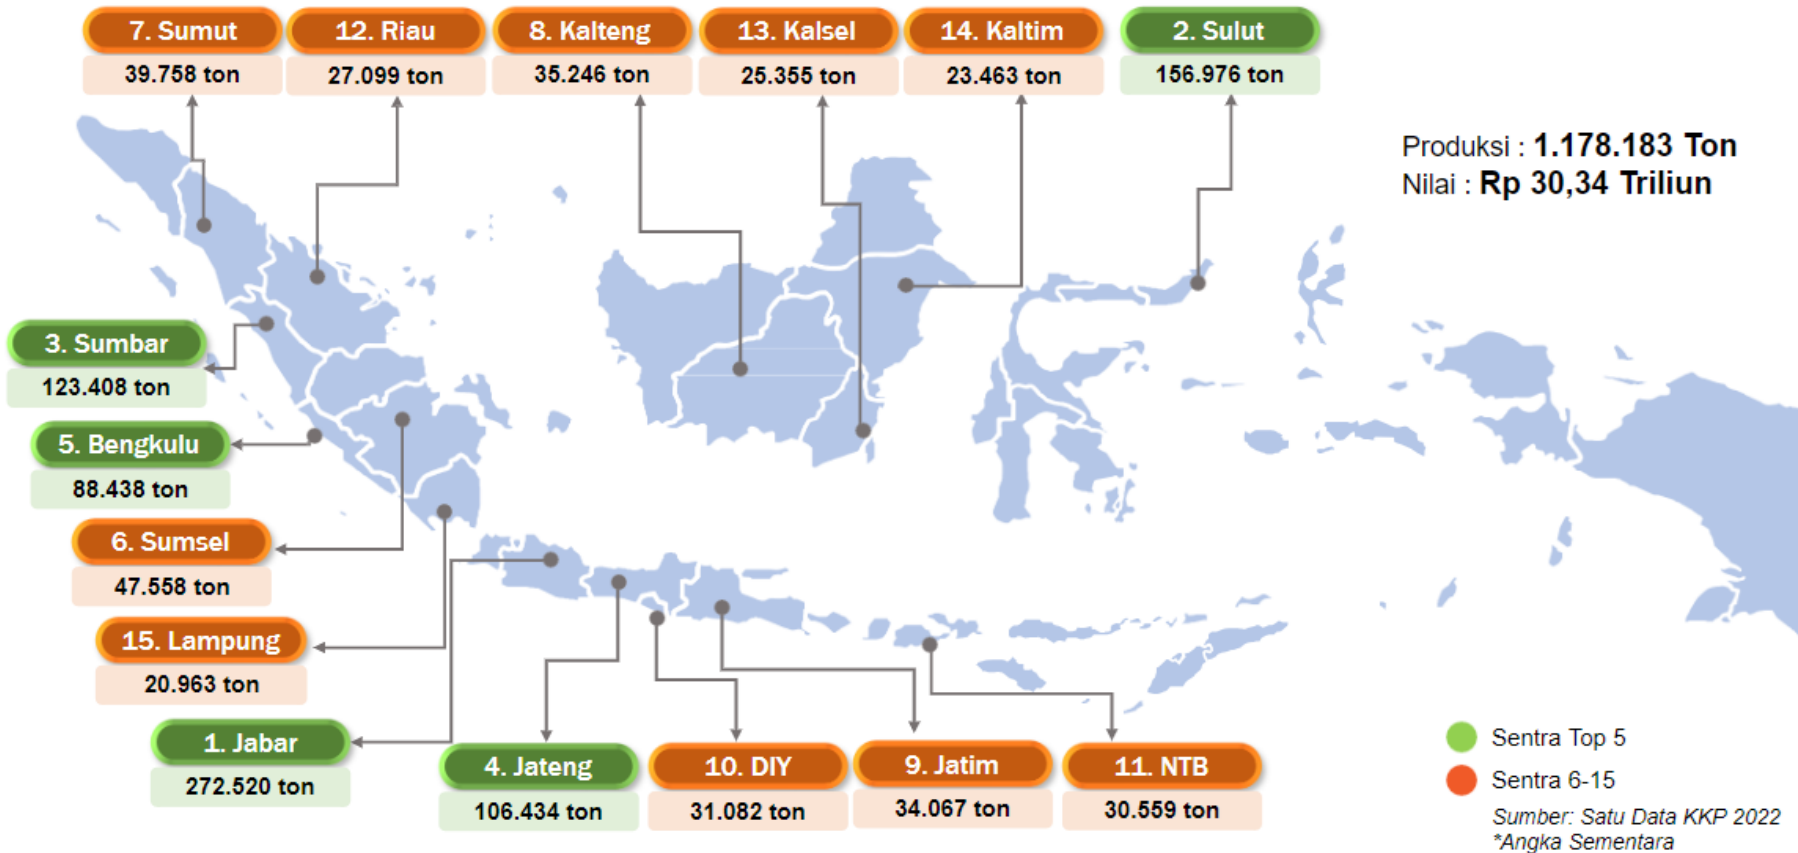 7. Sumut
39.758 ton
12. Riau
27.099 ton
8. Kalteng
35.246 ton
13. Kalsel
25.355 ton
14. Kaltim
23.463 ton
2. Sulut
156.976 ton
Produksi : 1.178.183 Ton
Nilai : Rp 30,34 Triliun
3. Sumbar
123.408 ton
5. Bengkulu
88.438 ton
6. Sumsel
47.558 ton
15. Lampung
20.963 ton
1. Jabar
272.520 ton
4. Jateng
106.434 ton
10. DIY
31.082 ton
9. Jatim
34.067 ton
11. NTB
30.559 ton
Sentra Top 5
Sentra 6-15
Sumber: Satu Data KKP 2022
*Angka Sementara